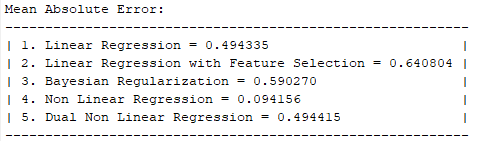 Mean Absolute Error:
----------------------------------------------------------
| 1. Linear Regression = 0.494335                        |
| 2. Linear Regression with Feature Selection = 0.640804 |
| 3. Bayesian Regularization = 0.590270                  |
| 4. Non Linear Regression = 0.094156                    |
| 5. Dual Non Linear Regression = 0.494415               |
----------------------------------------------------------